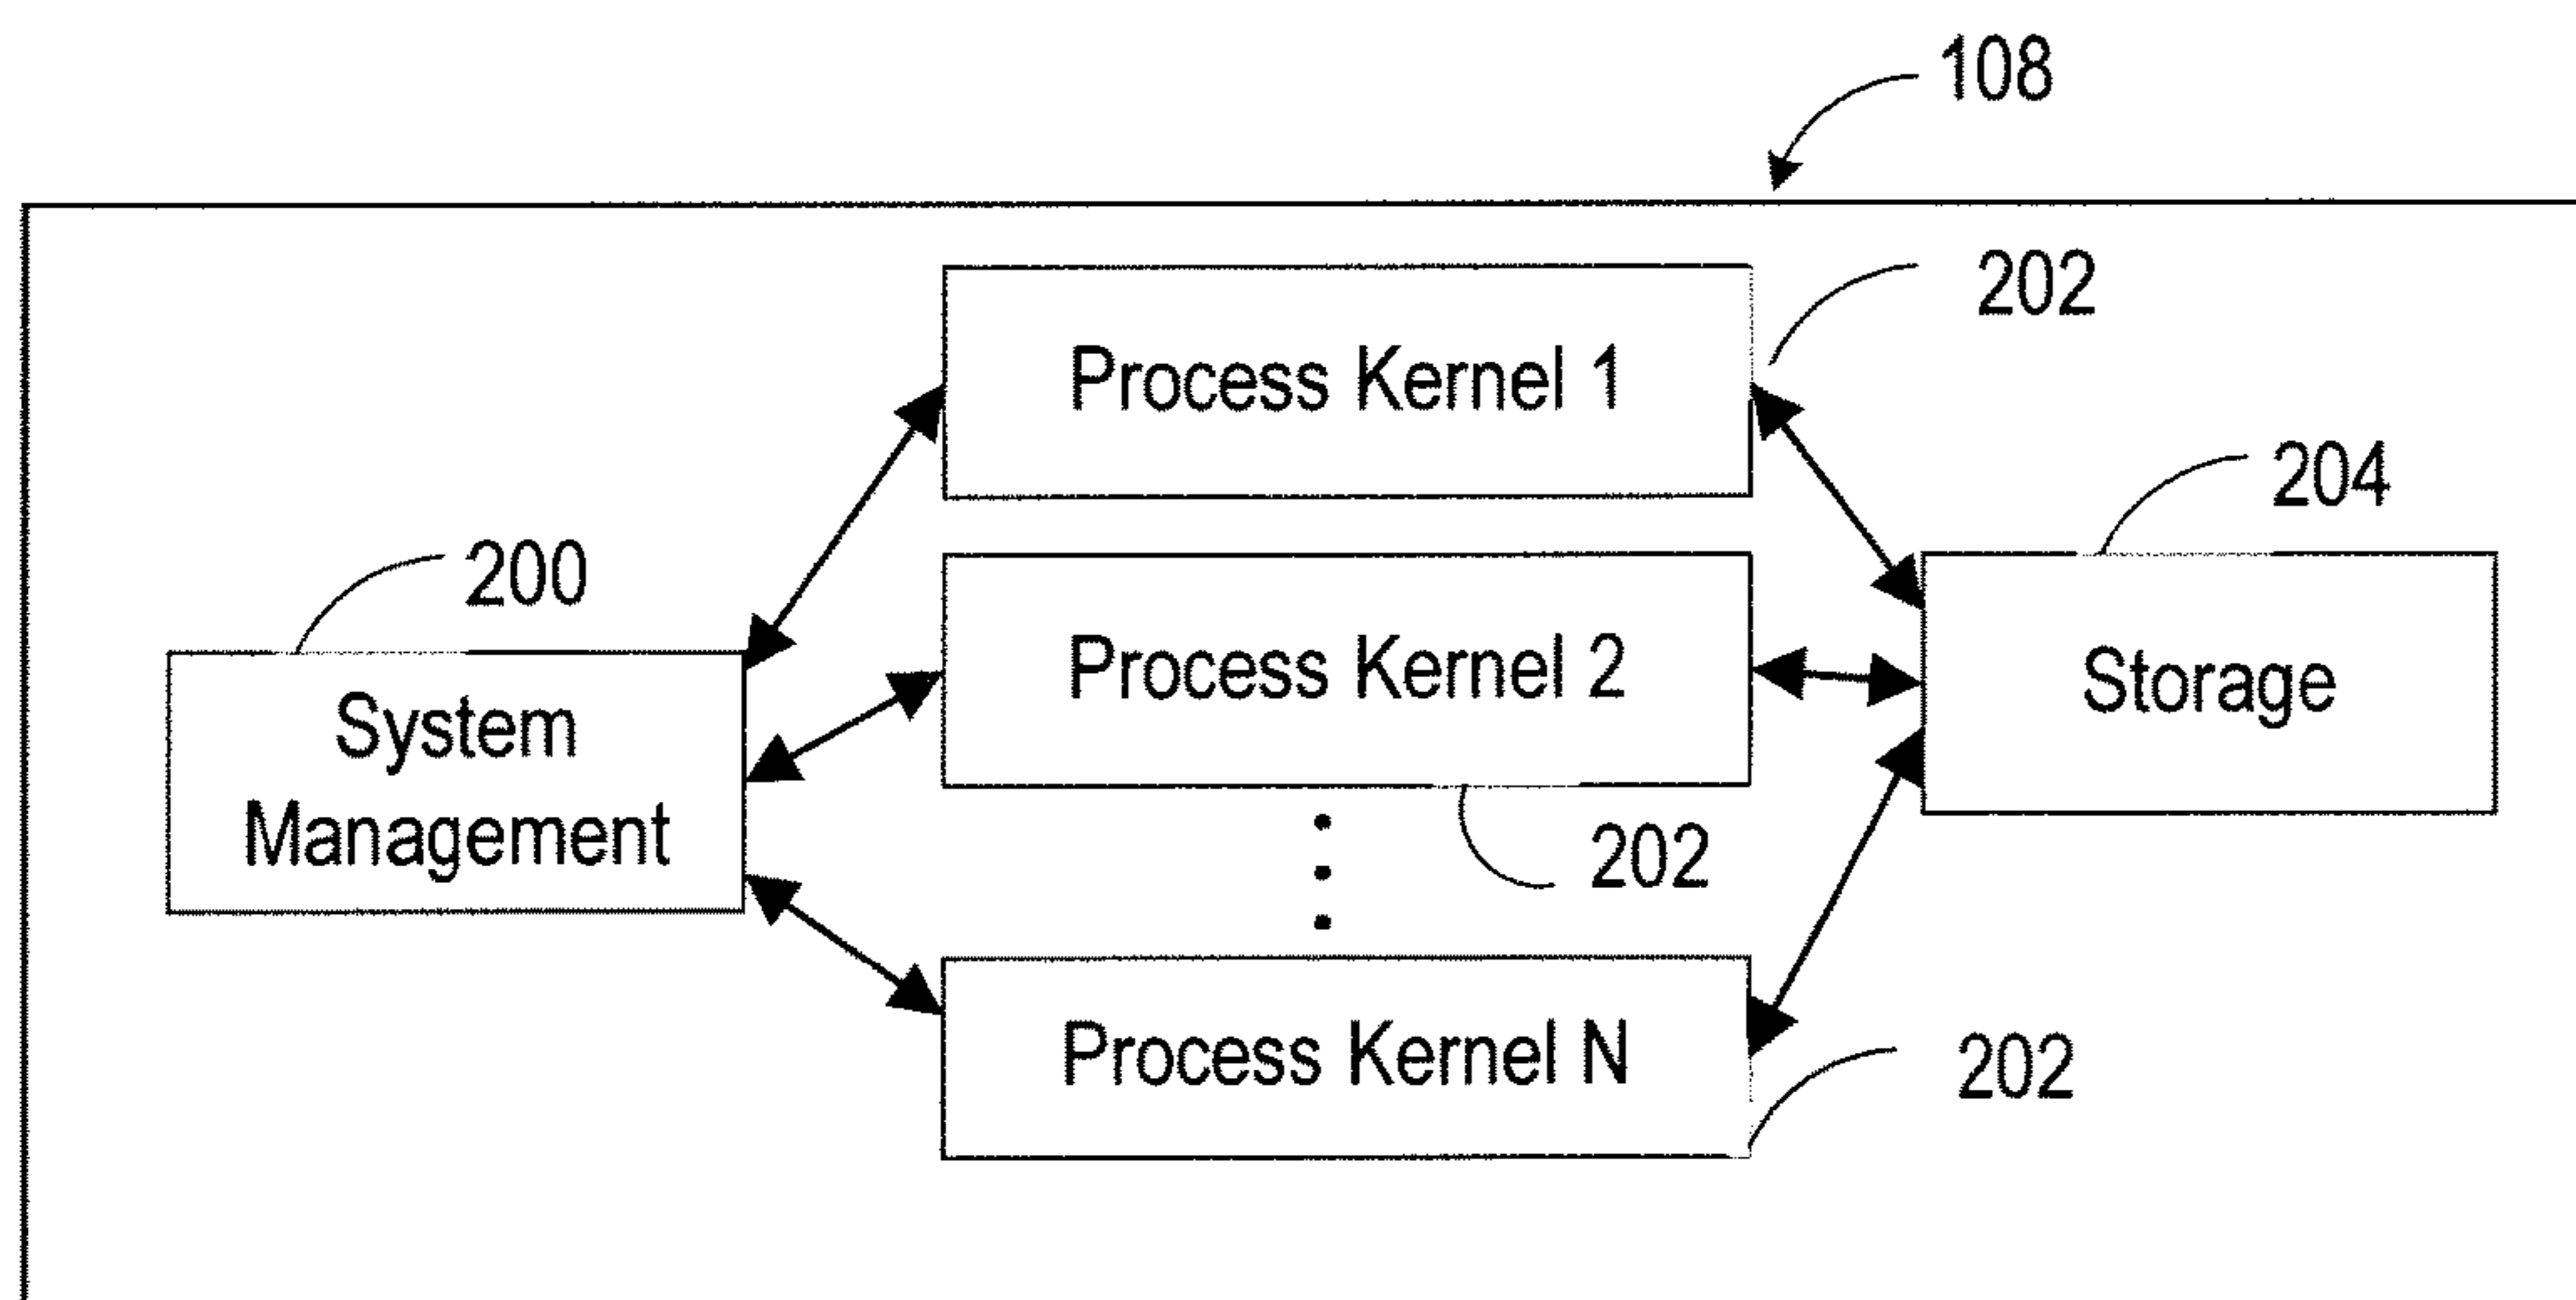 108
202
Process Kernel 1
204
200
Process Kernel 2
Storage
System
Management
202
Process Kernel N
202